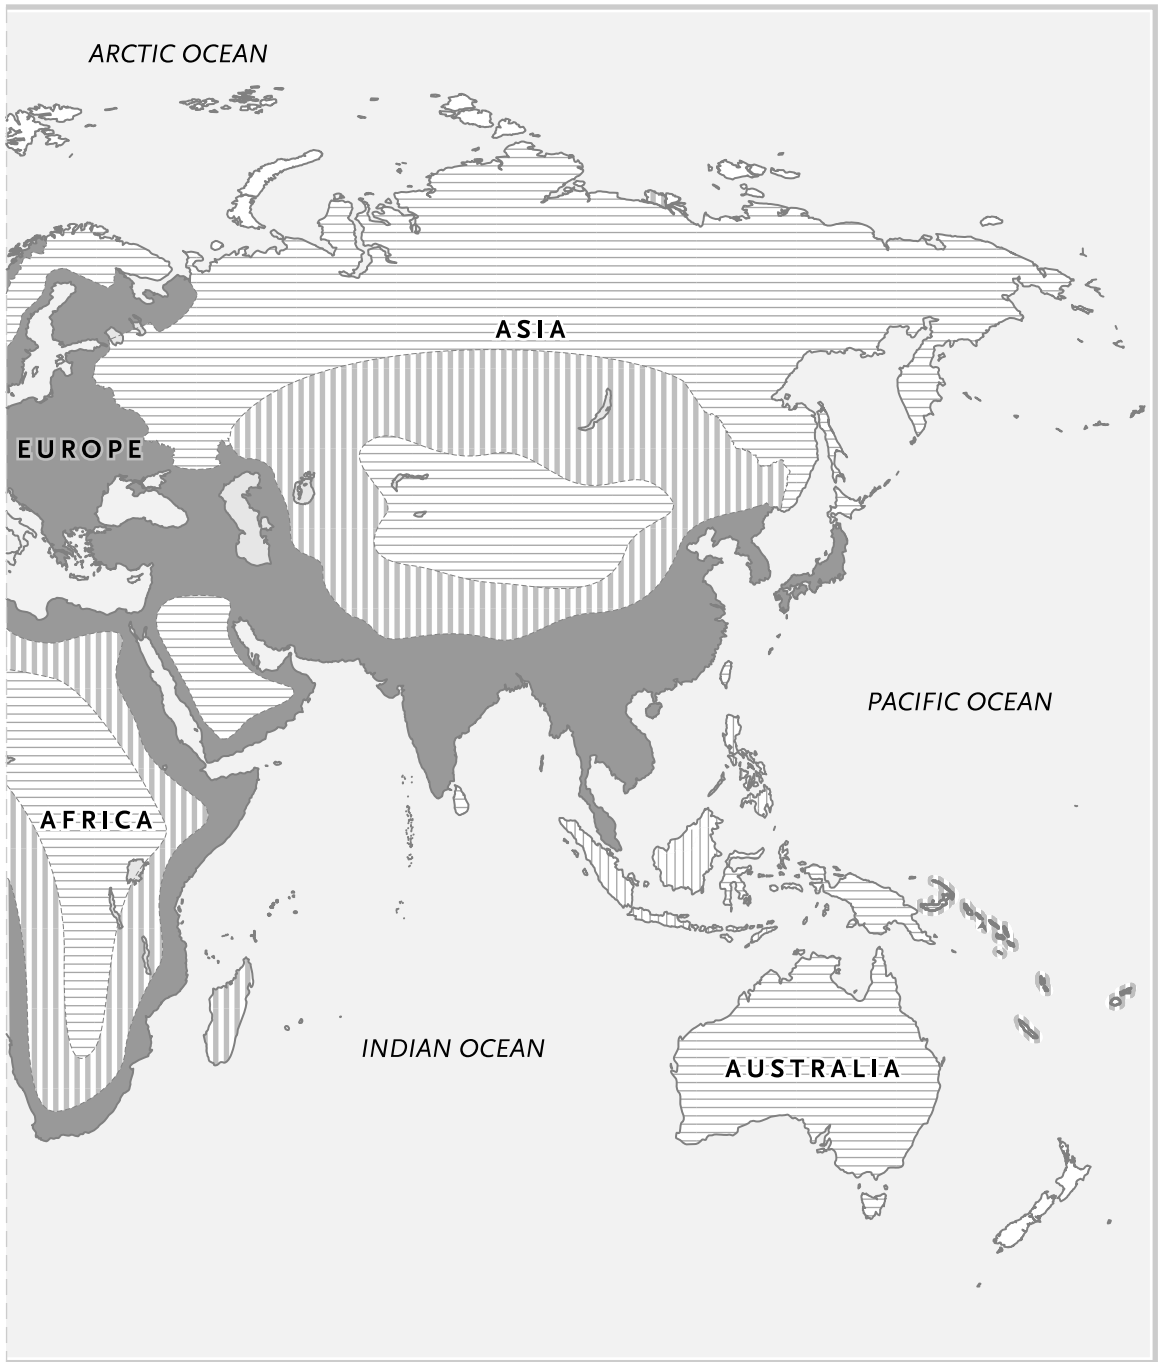 ARCTIC OCEAN
ASIA
EUROPE
PACIFIC OCEAN
AFRICA
INDIAN OCEAN
AUSTRALIA